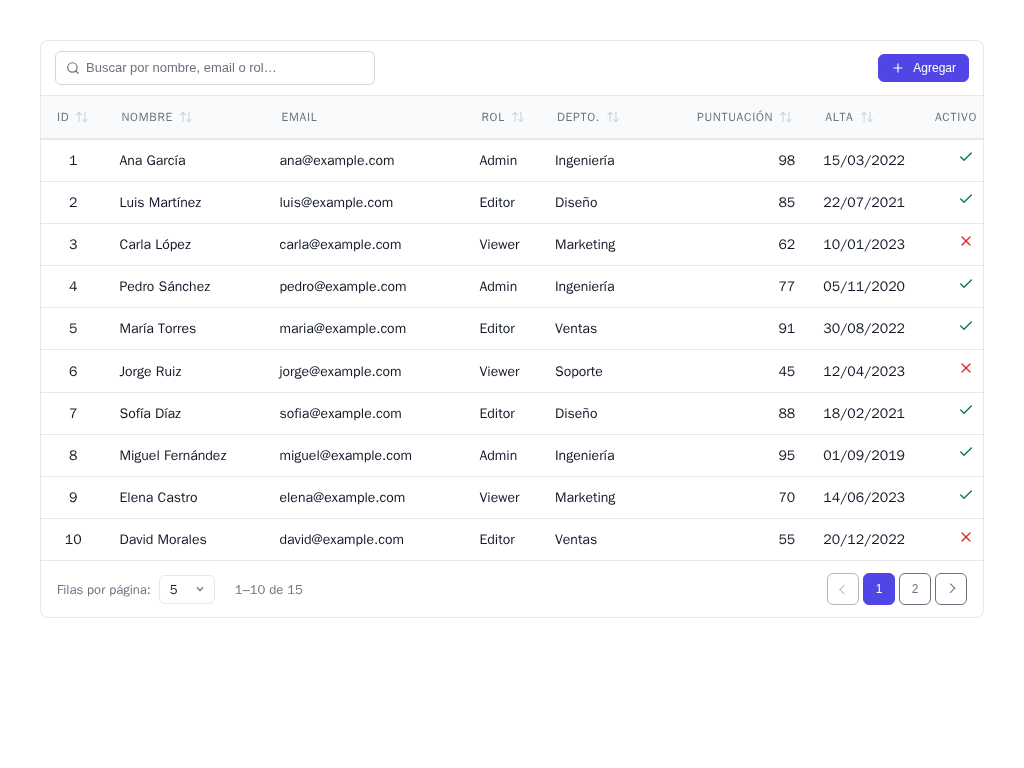 Buscar por nombre, email o rol…
Agregar
ID NOMBRE EMAIL ROL DEPTO. PUNTUACIÓN ALTA ACTIVO
1 Ana García ana@example.com Admin Ingeniería 98 15/03/2022
2 Luis Martínez luis@example.com Editor Diseño 85 22/07/2021
3 Carla López carla@example.com Viewer Marketing 62 10/01/2023
4 Pedro Sánchez pedro@example.com Admin Ingeniería 77 05/11/2020
5 María Torres maria@example.com Editor Ventas 91 30/08/2022
6 Jorge Ruiz jorge@example.com Viewer Soporte 45 12/04/2023
7 Sofía Díaz sofia@example.com Editor Diseño 88 18/02/2021
8 Miguel Fernández miguel@example.com Admin Ingeniería 95 01/09/2019
9 Elena Castro elena@example.com Viewer Marketing 70 14/06/2023
10 David Morales david@example.com Editor Ventas 55 20/12/2022
Filas por página: 5 1–10 de 15 1 2